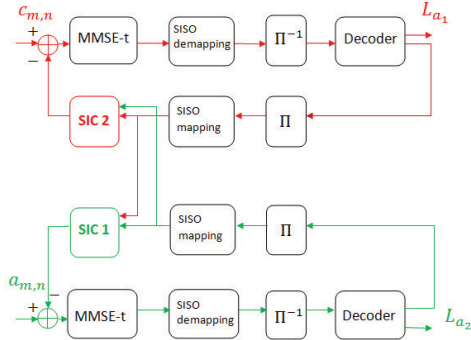 c_{m,n}
L_{a_1}
+
−
MMSE-t
SISO
demapping
Π^{-1}
Decoder
SIC 2
SISO
mapping
Π
SIC 1
SISO
mapping
Π
a_{m,n}
−
+
MMSE-t
SISO
demapping
Π^{-1}
Decoder
L_{a_2}